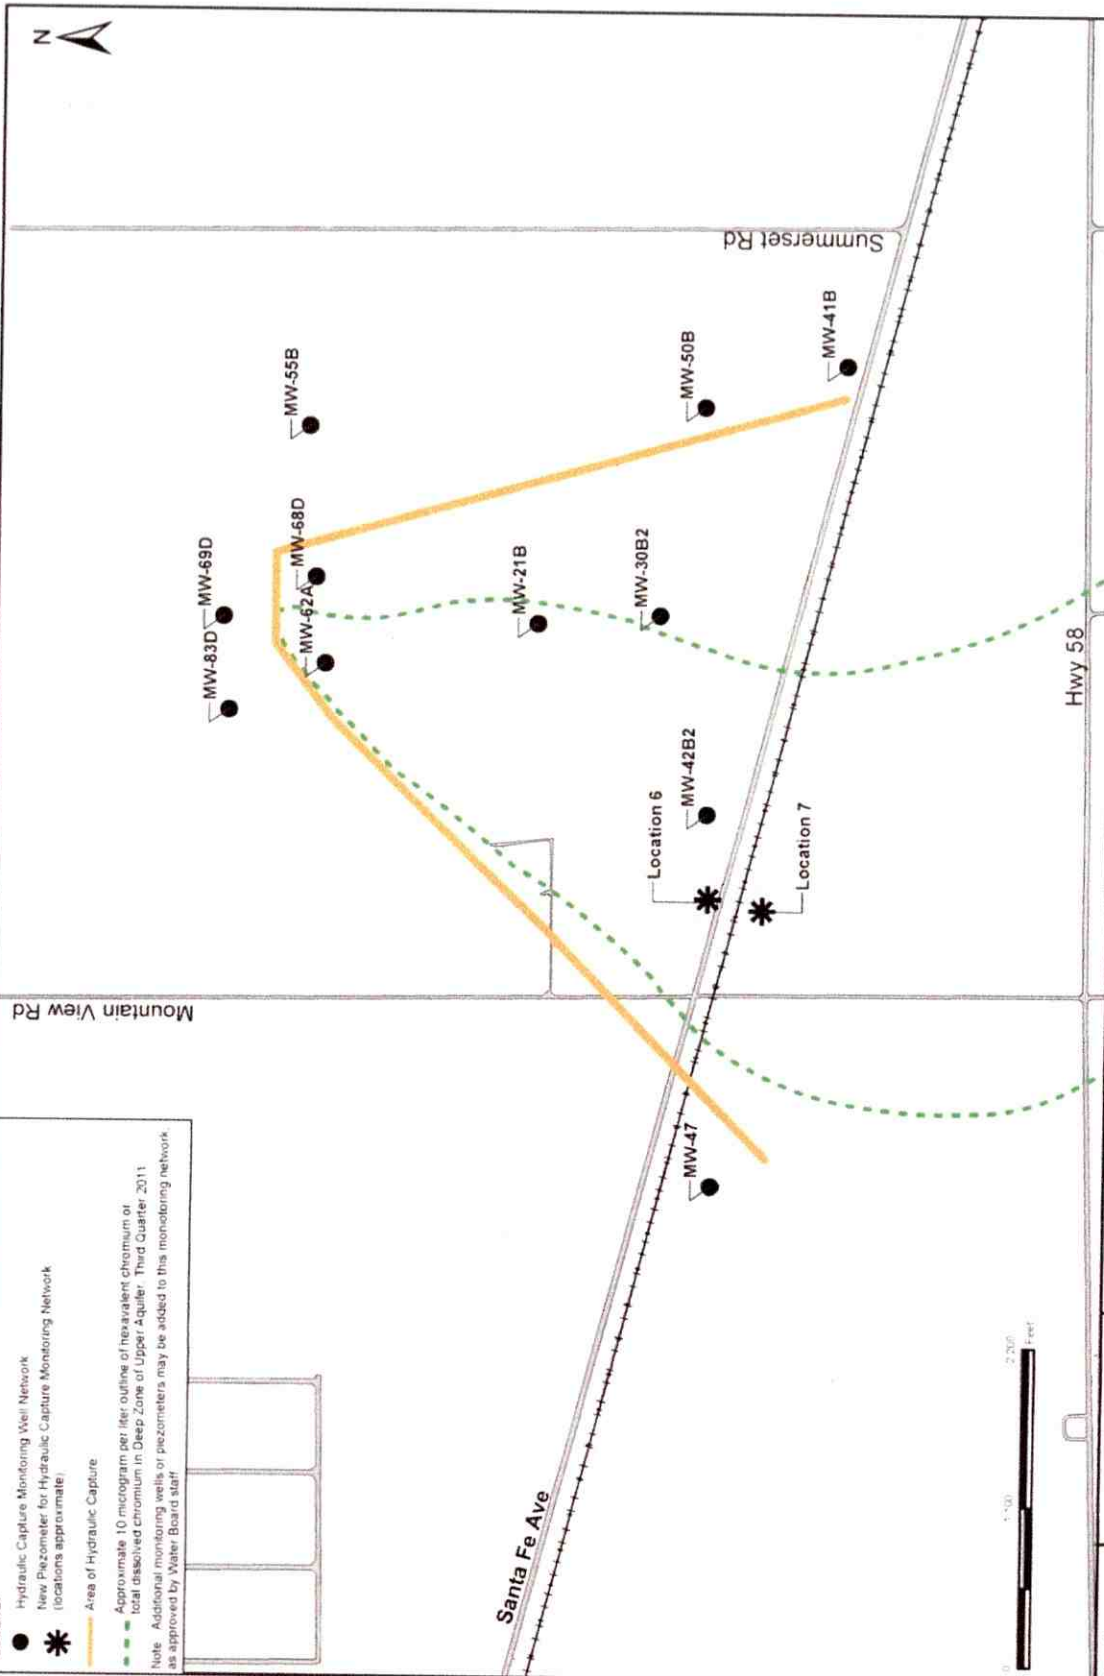 Hydraulic Capture Monitoring Well Network
New Piezometer for Hydraulic Capture Monitoring Network
(locations approximate)
Area of Hydraulic Capture
Approximate 10 microgram per liter outline of hexavalent chromium or
total dissolved chromium in Deep Zone of Upper Aquifer, Third Quarter 2011
Note Additional monitoring wells or piezometers may be added to this moniotoring network
as approved by Water Board staff
N
Mountain View Rd
Summerset Rd
MW-83D
MW-69D
MW-55B
MW-62A
MW-68D
MW-21B
MW-30B2
MW-50B
MW-41B
MW-42B2
MW-47
Location 6
Location 7
Santa Fe Ave
Hwy 58
0
2,200
Feet